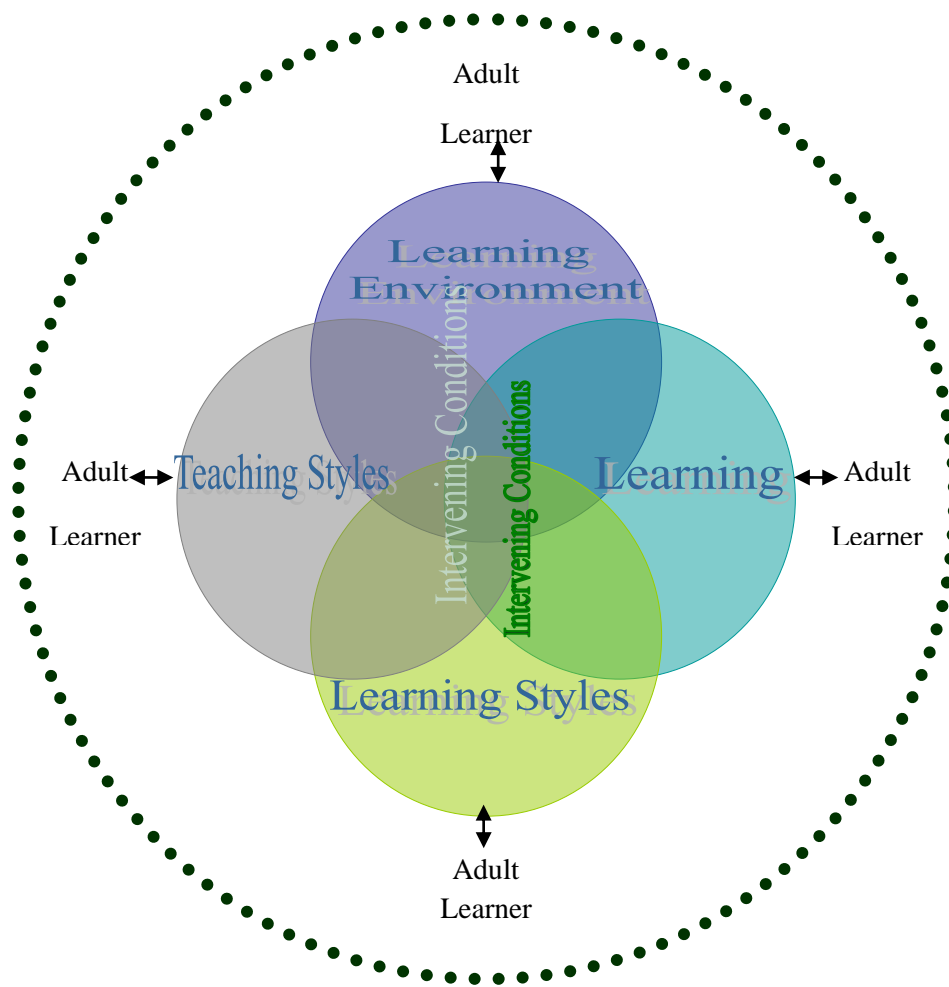 Adult
Learner
Learning
Environment
Intervening Conditions
Intervening Conditions
Teaching Styles
Learning
Adult
Learner
Adult
Learner
Learning Styles
Adult
Learner